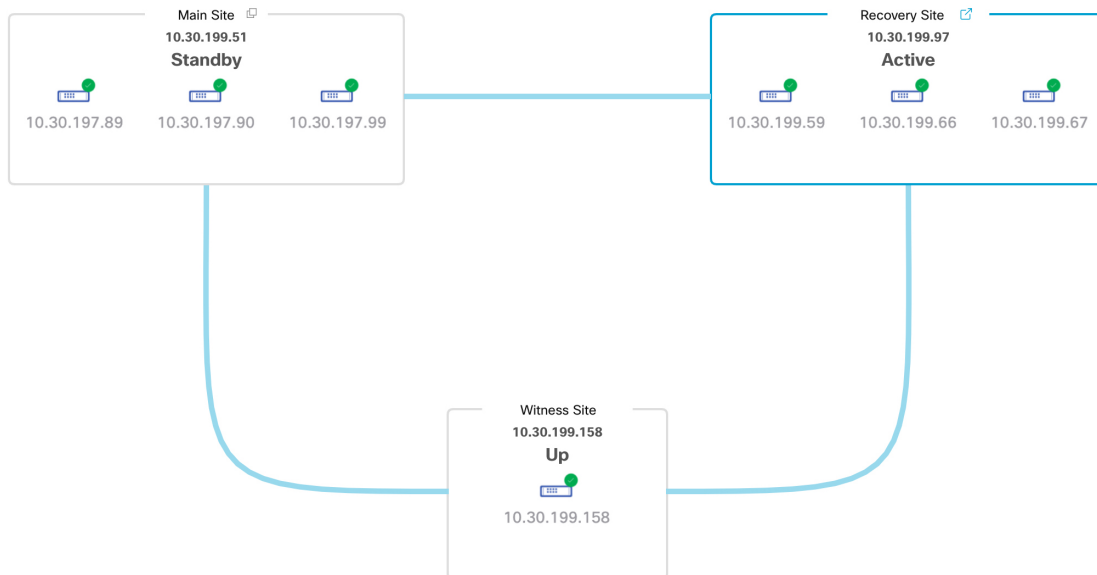 Main Site
10.30.199.51
Standby
10.30.197.89 10.30.197.90 10.30.197.99
Recovery Site
10.30.199.97
Active
10.30.199.59 10.30.199.66 10.30.199.67
Witness Site
10.30.199.158
Up
10.30.199.158